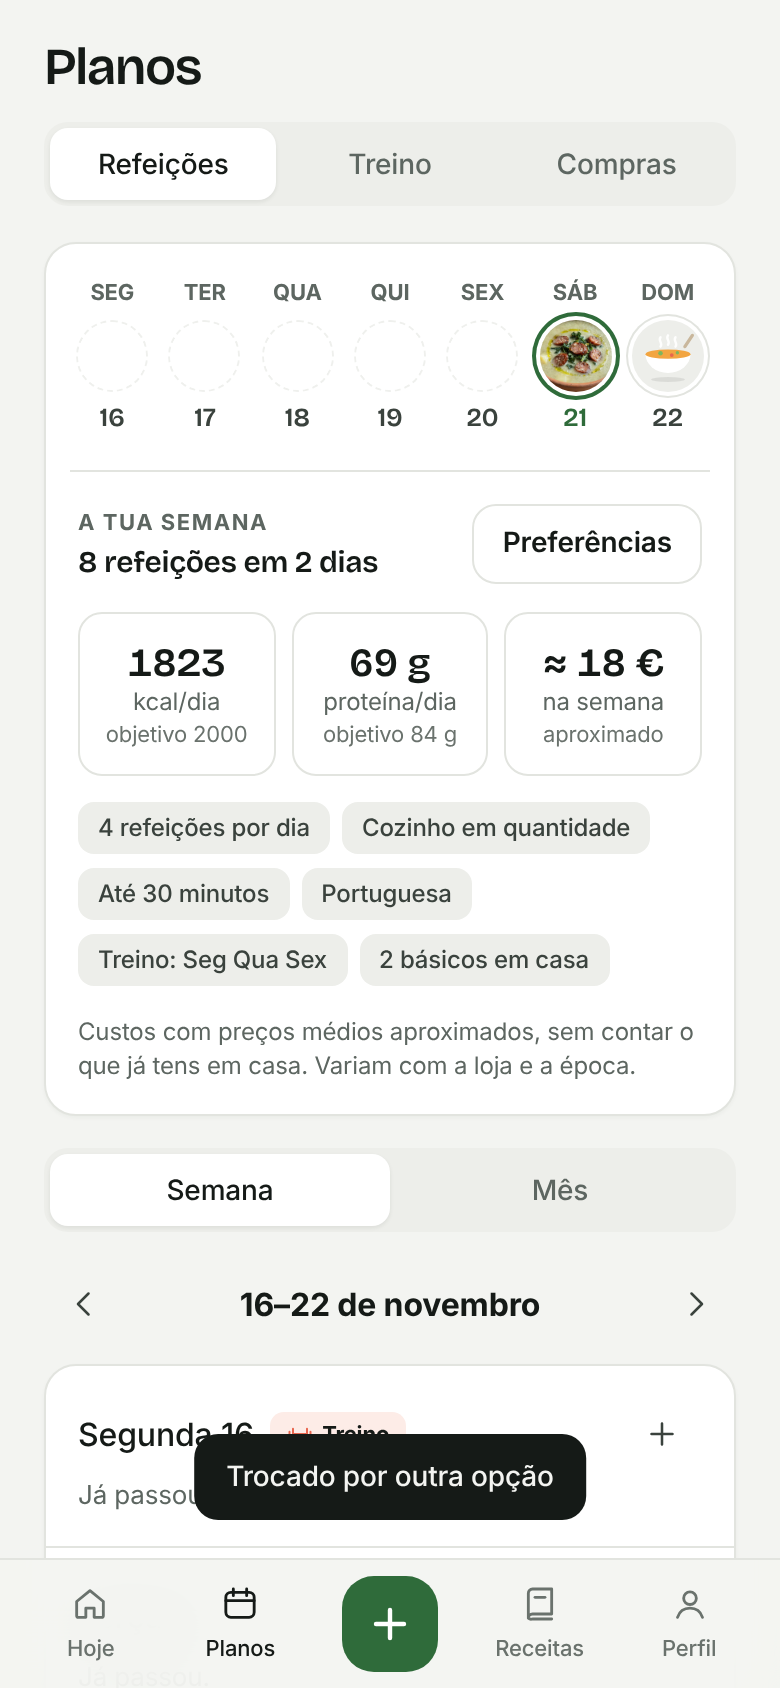 Planos
Refeições
Treino
Compras
SEG TER QUA QUI SEX SÁB DOM
16 17 18 19 20 21 22
A TUA SEMANA
8 refeições em 2 dias
Preferências
1823
kcal/dia
objetivo 2000
69 g
proteína/dia
objetivo 84 g
≈ 18 €
na semana
aproximado
4 refeições por dia
Cozinho em quantidade
Até 30 minutos
Portuguesa
Treino: Seg Qua Sex
2 básicos em casa
Custos com preços médios aproximados, sem contar o
que já tens em casa. Variam com a loja e a época.
Semana
Mês
16–22 de novembro
Segunda 16
Treino
Já passou
Trocado por outra opção
Hoje
Planos
Receitas
Perfil
Já passou.